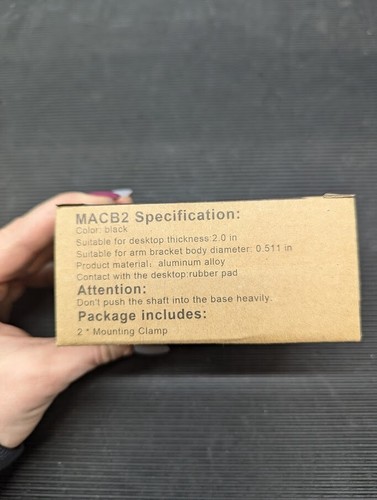 MACB2 Specification:
Color: black
Suitable for desktop thickness:2.0 in
Suitable for arm bracket body diameter: 0.511 in
Product material: aluminum alloy
Contact with the desktop:rubber pad
Attention:
Don't push the shaft into the base heavily.
Package includes:
2 * Mounting Clamp